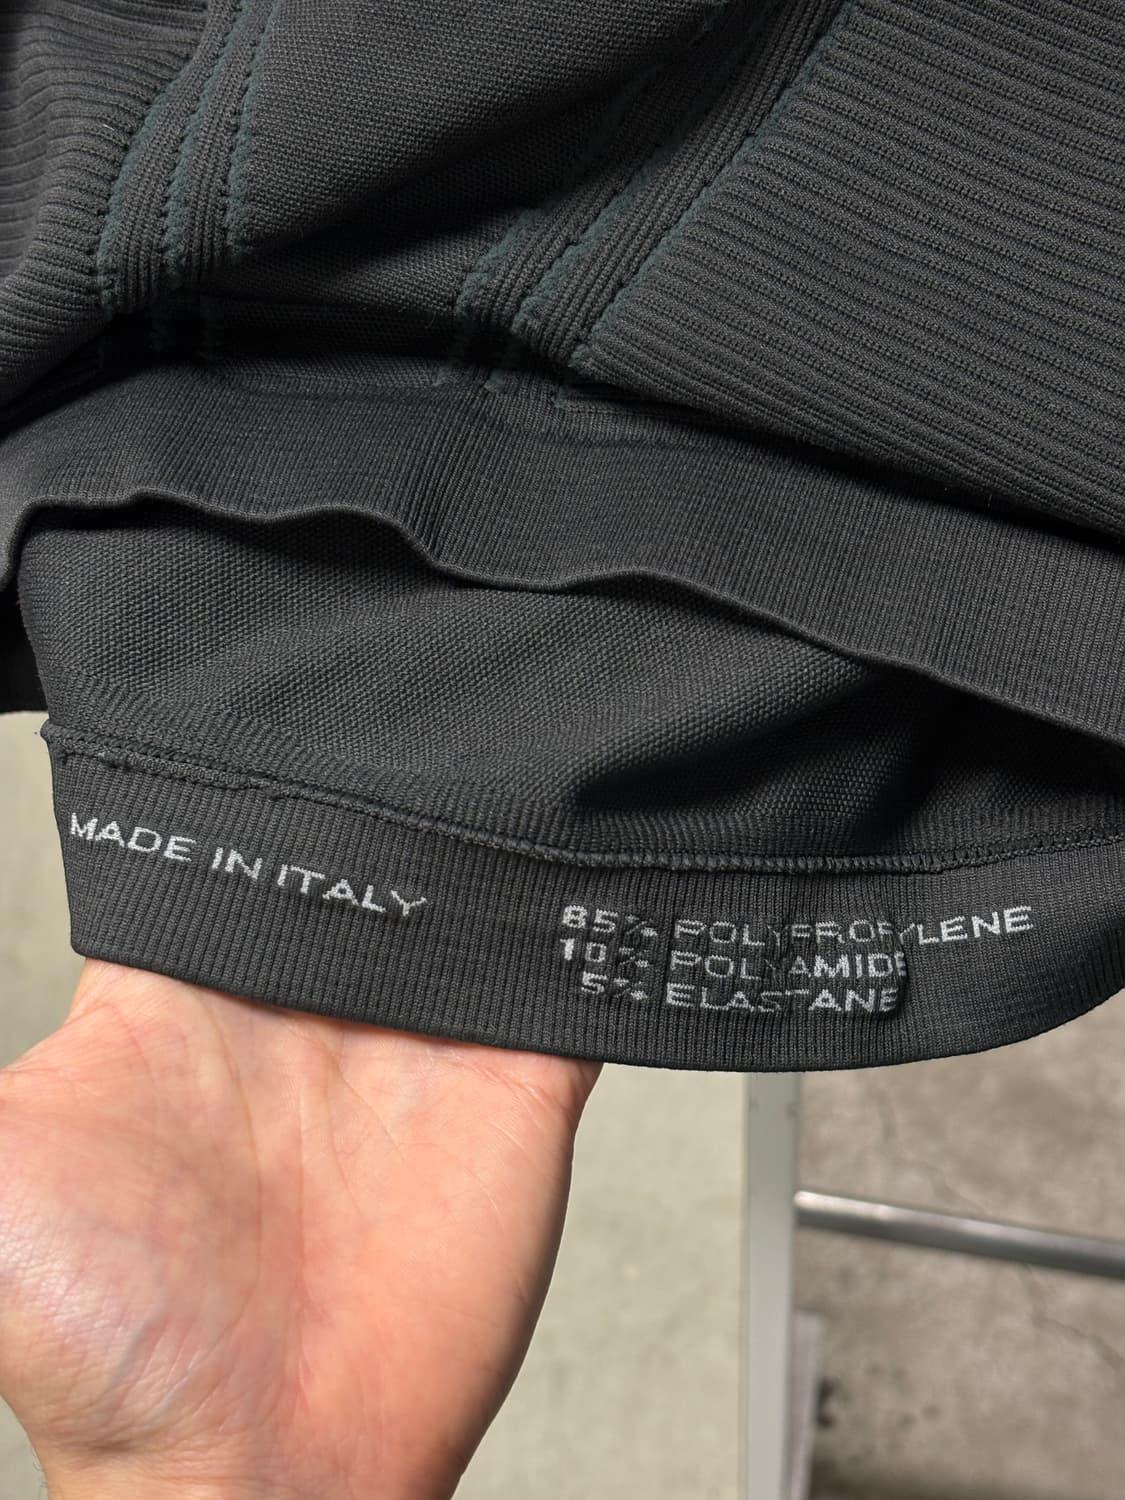 MADE IN ITALY
85% POLYPROPYLENE
10% POLYAMIDE
5% ELASTANE